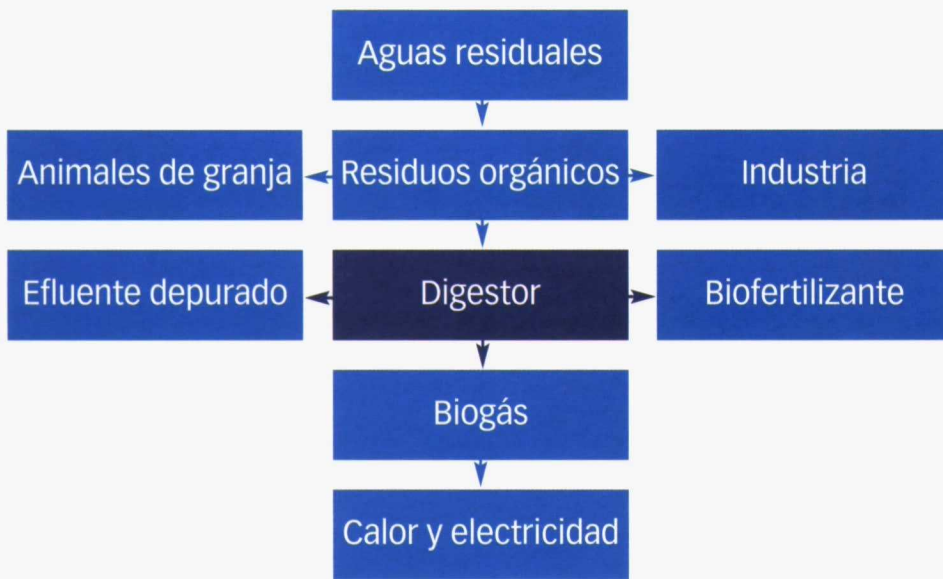 Aguas residuales
Animales de granja
Residuos orgánicos
Industria
Efluente depurado
Digestor
Biofertilizante
Biogás
Calor y electricidad